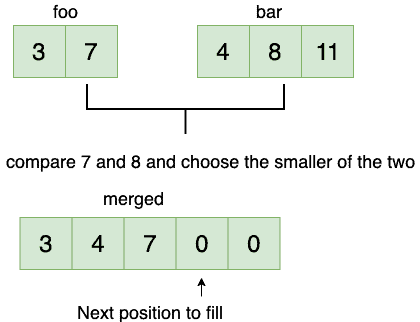 foo bar
3 7 4 8 11
compare 7 and 8 and choose the smaller of the two
merged
3 4 7 0 0
Next position to fill